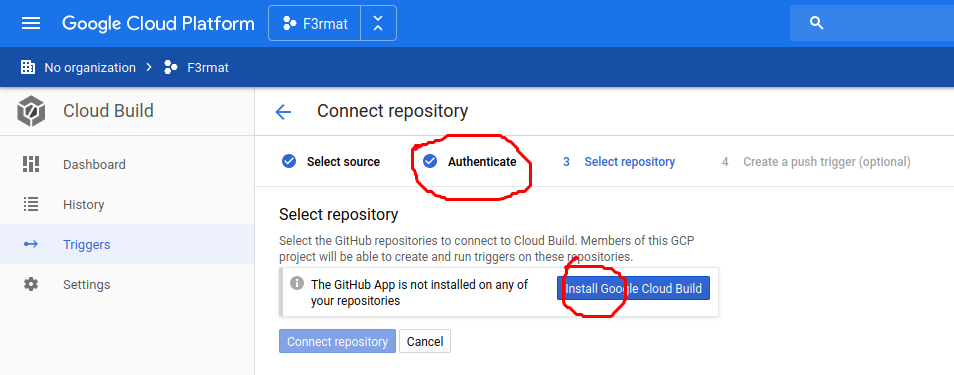 Google Cloud Platform
F3rmat
No organization
F3rmat
Cloud Build
Connect repository
Select source
Authenticate
3 Select repository
4 Create a push trigger (optional)
Dashboard
History
Triggers
Settings
Select repository
Select the GitHub repositories to connect to Cloud Build. Members of this GCP
project will be able to create and run triggers on these repositories.
The GitHub App is not installed on any
of your repositories
Install Google Cloud Build
Connect repository
Cancel